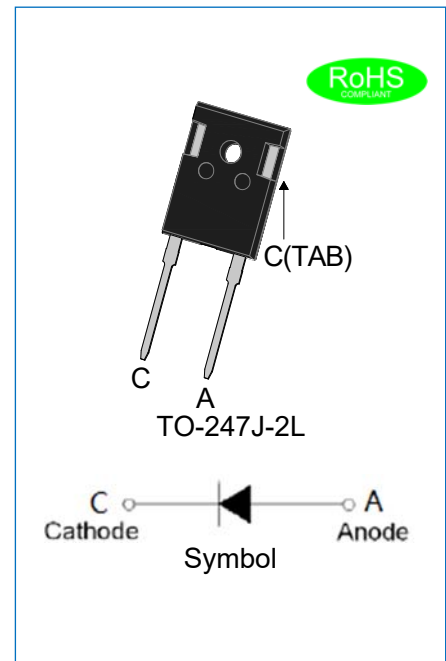 RoHS
COMPLIANT
C(TAB)
C
A
TO-247J-2L
C A
Cathode Anode
Symbol